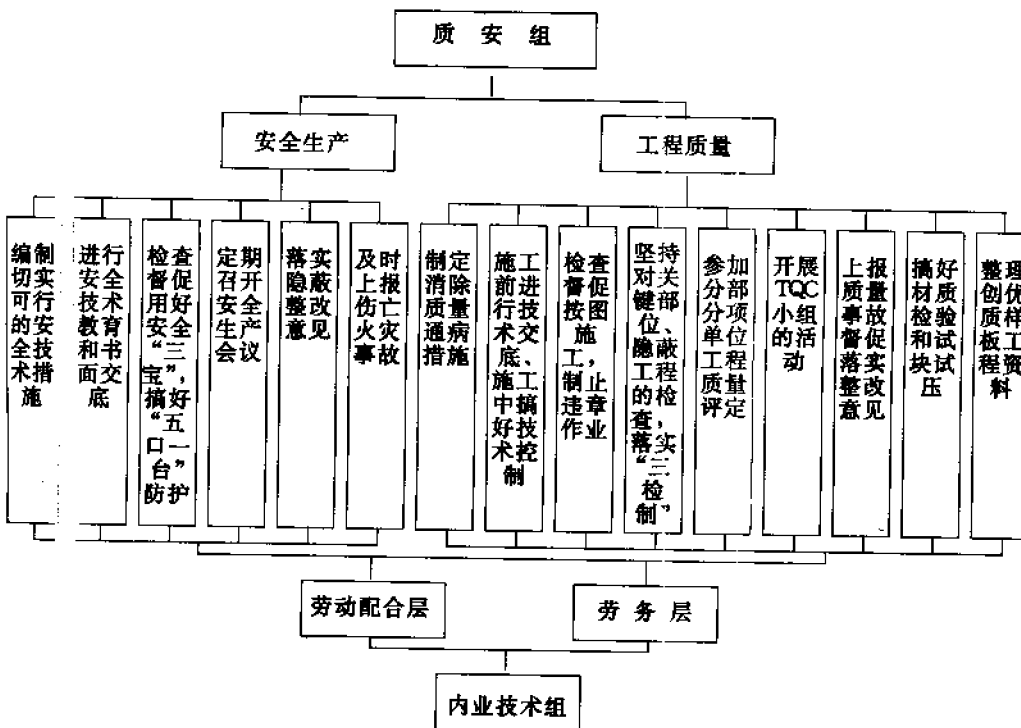 质安组
安全生产
工程质量
编制切实可行的安全技术措施
进行安全技术教育和书面交底
检查督促用好安全“三宝”，搞好“五口一台”防护
定期召开安全生产会议
落实隐蔽整改意见
及时上报伤亡火灾事故
制定消除质量通病措施
施工前进行技术交底、施工中搞好技术控制
检查督促按图施工，制止违章作业
坚持对关键部位、隐蔽工程的检查，落实“三检制”
参加分部分项单位工程质量评定
开展TQC小组的活动
上报质量事故督促落实整改意见
搞好材质检验和试块试压
整理创优质样板工程资料
劳动配合层
劳务层
内业技术组